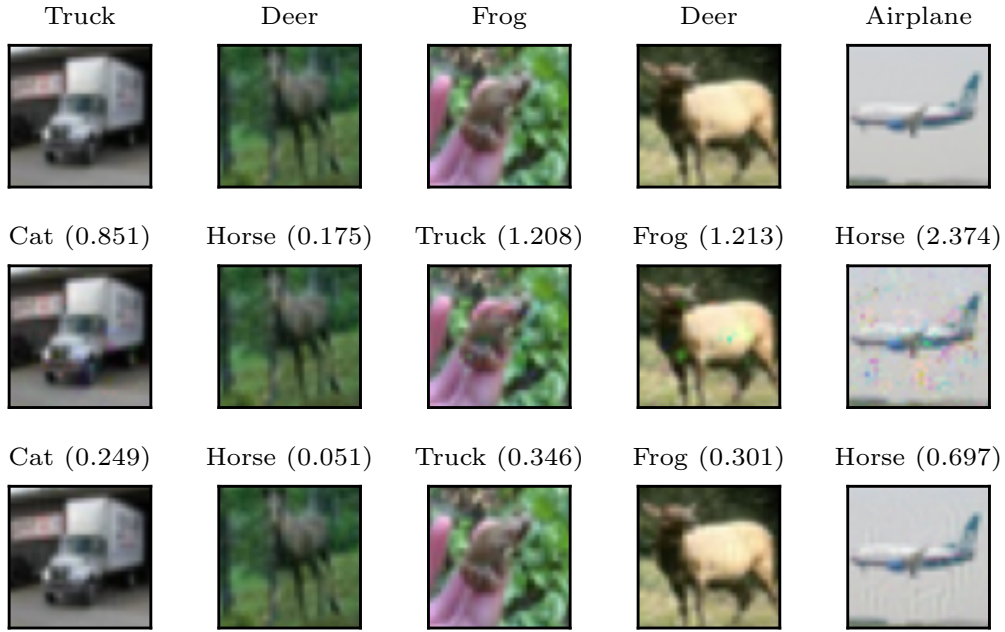 Truck Deer Frog Deer Airplane
Cat (0.851) Horse (0.175) Truck (1.208) Frog (1.213) Horse (2.374)
Cat (0.249) Horse (0.051) Truck (0.346) Frog (0.301) Horse (0.697)